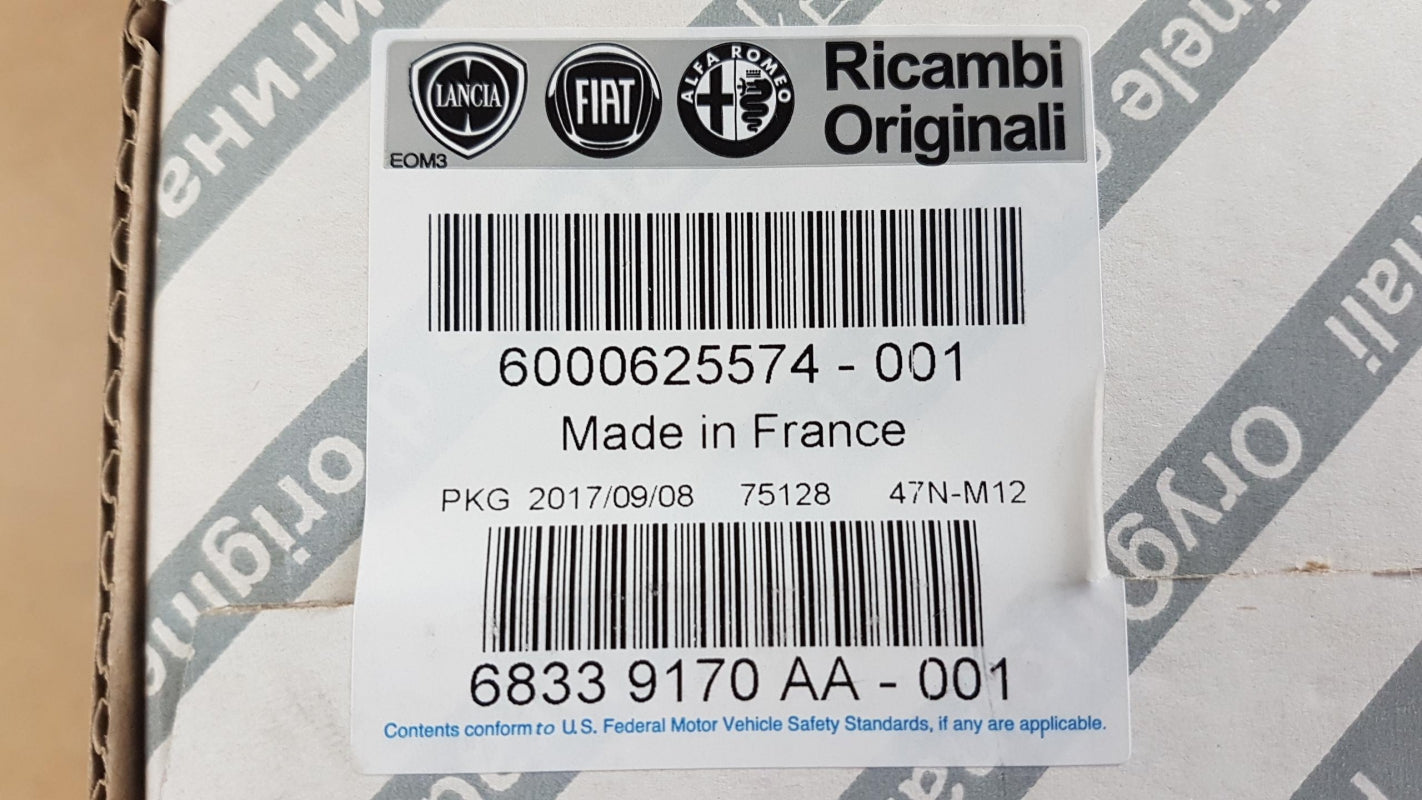 LANCIA
FIAT
ALFA ROMEO
Ricambi
Originali
EOM3
6000625574 - 001
Made in France
PKG 2017/09/08 75128 47N-M12
6833 9170 AA - 001
Contents conform to U.S. Federal Motor Vehicle Safety Standards, if any are applicable.